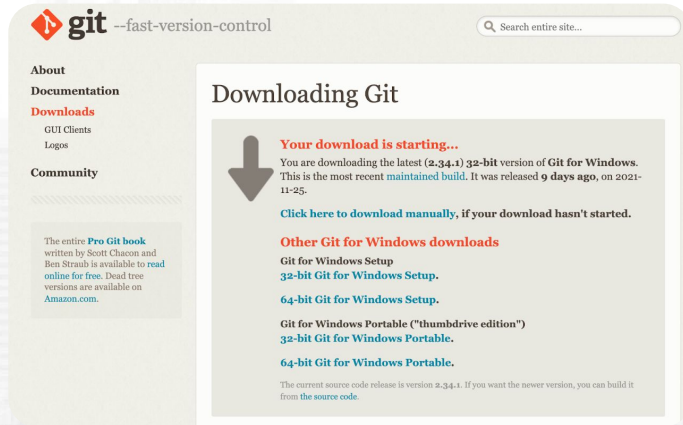 git --fast-version-control
Search entire site...
About
Documentation
Downloads
GUI Clients
Logos
Community
The entire Pro Git book
written by Scott Chacon and
Ben Straub is available to read
online for free. Dead tree
versions are available on
Amazon.com.
Downloading Git
Your download is starting...
You are downloading the latest (2.34.1) 32-bit version of Git for Windows.
This is the most recent maintained build. It was released 9 days ago, on 2021-
11-25.
Click here to download manually, if your download hasn't started.
Other Git for Windows downloads
Git for Windows Setup
32-bit Git for Windows Setup.
64-bit Git for Windows Setup.
Git for Windows Portable ("thumbdrive edition")
32-bit Git for Windows Portable.
64-bit Git for Windows Portable.
The current source code release is version 2.34.1. If you want the newer version, you can build it
from the source code.